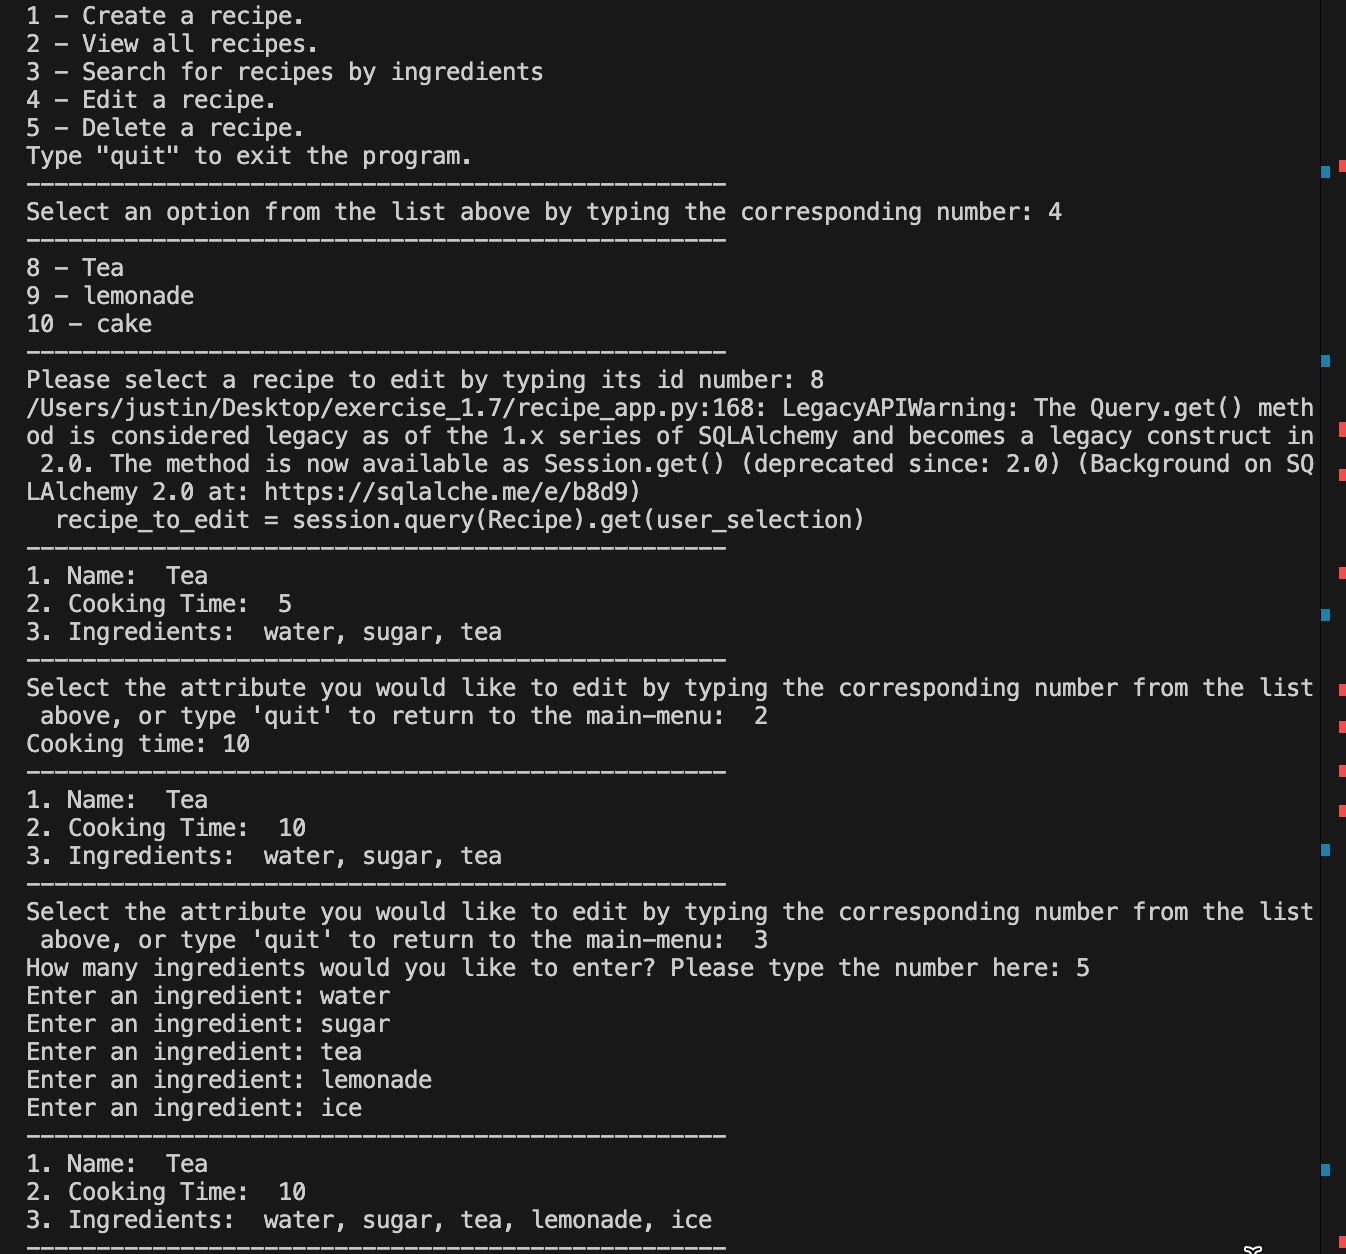 1 – Create a recipe.
2 – View all recipes.
3 – Search for recipes by ingredients
4 – Edit a recipe.
5 – Delete a recipe.
Type "quit" to exit the program.
--------------------------------------------------
Select an option from the list above by typing the corresponding number: 4
--------------------------------------------------
8 – Tea
9 – lemonade
10 – cake
--------------------------------------------------
Please select a recipe to edit by typing its id number: 8
/Users/justin/Desktop/exercise_1.7/recipe_app.py:168: LegacyAPIWarning: The Query.get() meth
od is considered legacy as of the 1.x series of SQLAlchemy and becomes a legacy construct in
 2.0. The method is now available as Session.get() (deprecated since: 2.0) (Background on SQ
LAlchemy 2.0 at: https://sqlalche.me/e/b8d9)
  recipe_to_edit = session.query(Recipe).get(user_selection)
--------------------------------------------------
1. Name:  Tea
2. Cooking Time:  5
3. Ingredients:  water, sugar, tea
--------------------------------------------------
Select the attribute you would like to edit by typing the corresponding number from the list
 above, or type 'quit' to return to the main-menu:  2
Cooking time: 10
--------------------------------------------------
1. Name:  Tea
2. Cooking Time:  10
3. Ingredients:  water, sugar, tea
--------------------------------------------------
Select the attribute you would like to edit by typing the corresponding number from the list
 above, or type 'quit' to return to the main-menu:  3
How many ingredients would you like to enter? Please type the number here: 5
Enter an ingredient: water
Enter an ingredient: sugar
Enter an ingredient: tea
Enter an ingredient: lemonade
Enter an ingredient: ice
--------------------------------------------------
1. Name:  Tea
2. Cooking Time:  10
3. Ingredients:  water, sugar, tea, lemonade, ice
--------------------------------------------------